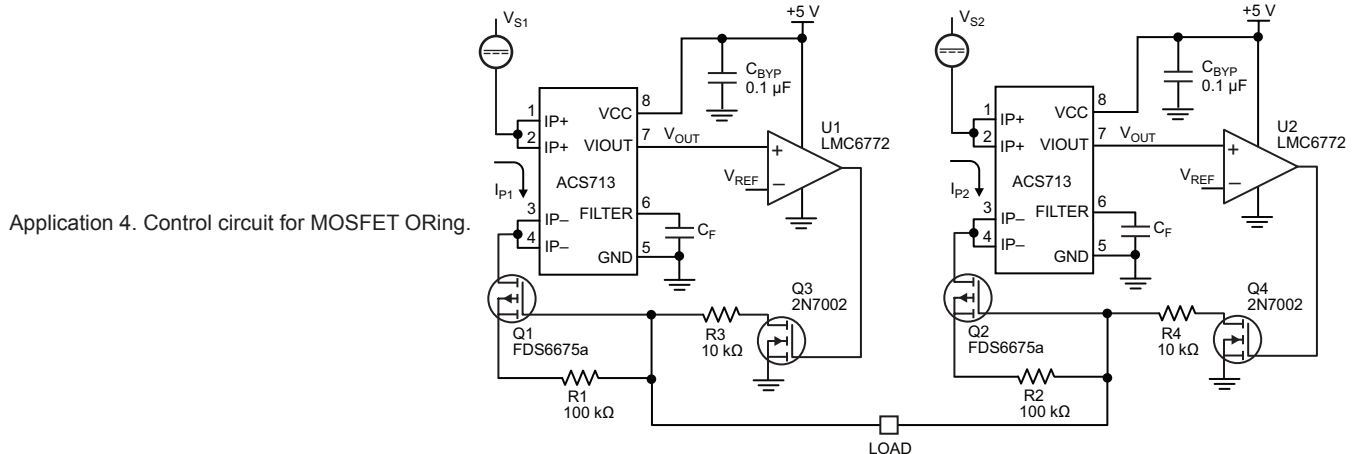 Application 4. Control circuit for MOSFET ORing.
VS1
+5 V
CBYP
0.1 µF
1
IP+
2
IP+
VCC
8
VIOUT
7
VOUT
U1
LMC6772
+
–
VREF
ACS713
IP1
3
IP–
4
IP–
FILTER
6
CF
GND
5
Q1
FDS6675a
R3
10 kΩ
Q3
2N7002
R1
100 kΩ
VS2
+5 V
CBYP
0.1 µF
1
IP+
2
IP+
VCC
8
VIOUT
7
VOUT
U2
LMC6772
+
–
VREF
ACS713
IP2
3
IP–
4
IP–
FILTER
6
CF
GND
5
Q2
FDS6675a
R4
10 kΩ
Q4
2N7002
R2
100 kΩ
LOAD